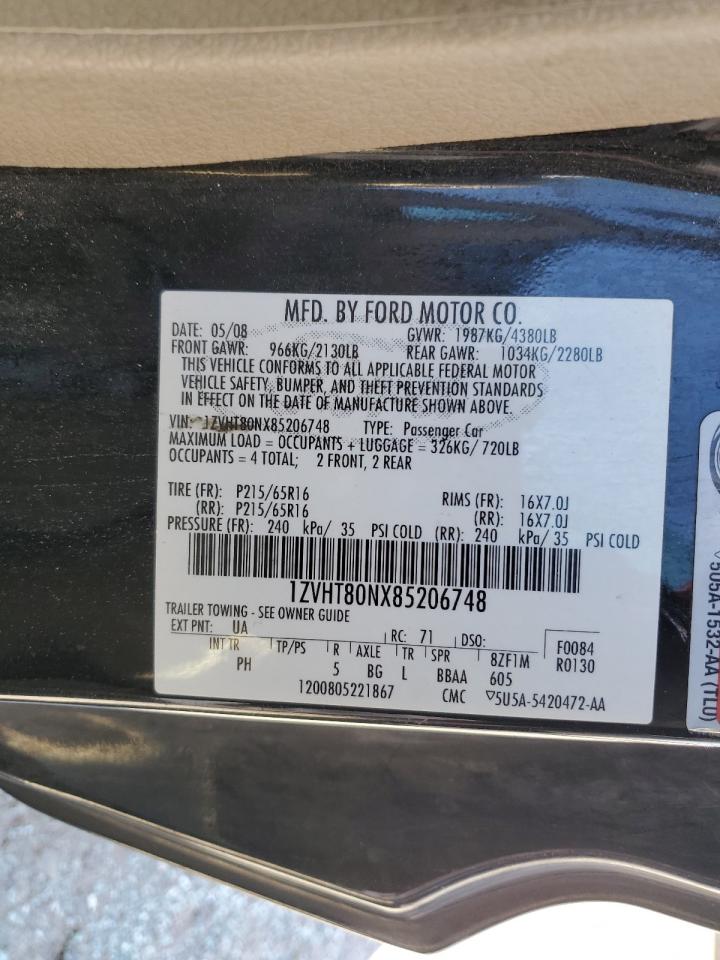 MFD. BY FORD MOTOR CO.
DATE: 05/08 GVWR: 1987KG/4380LB
FRONT GAWR: 966KG/2130LB REAR GAWR: 1034KG/2280LB
THIS VEHICLE CONFORMS TO ALL APPLICABLE FEDERAL MOTOR
VEHICLE SAFETY, BUMPER, AND THEFT PREVENTION STANDARDS
IN EFFECT ON THE DATE OF MANUFACTURE SHOWN ABOVE.
VIN: 1ZVHT80NX85206748 TYPE: Passenger Car
MAXIMUM LOAD = OCCUPANTS + LUGGAGE = 326KG/ 720LB
OCCUPANTS = 4 TOTAL; 2 FRONT, 2 REAR
TIRE (FR): P215/65R16 RIMS (FR): 16X7.0J
(RR): P215/65R16 (RR): 16X7.0J
PRESSURE (FR): 240 kPa/ 35 PSI COLD (RR): 240 kPa/ 35 PSI COLD
1ZVHT80NX85206748
TRAILER TOWING - SEE OWNER GUIDE
EXT PNT: UA RC: 71 DSO: F0084
INT TR TP/PS R AXLE TR SPR 8ZF1M R0130
PH 5 BG L BBAA 605
1200805221867 CMC ▽5U5A-5420472-AA
▽505A-1532-AA (TLO)